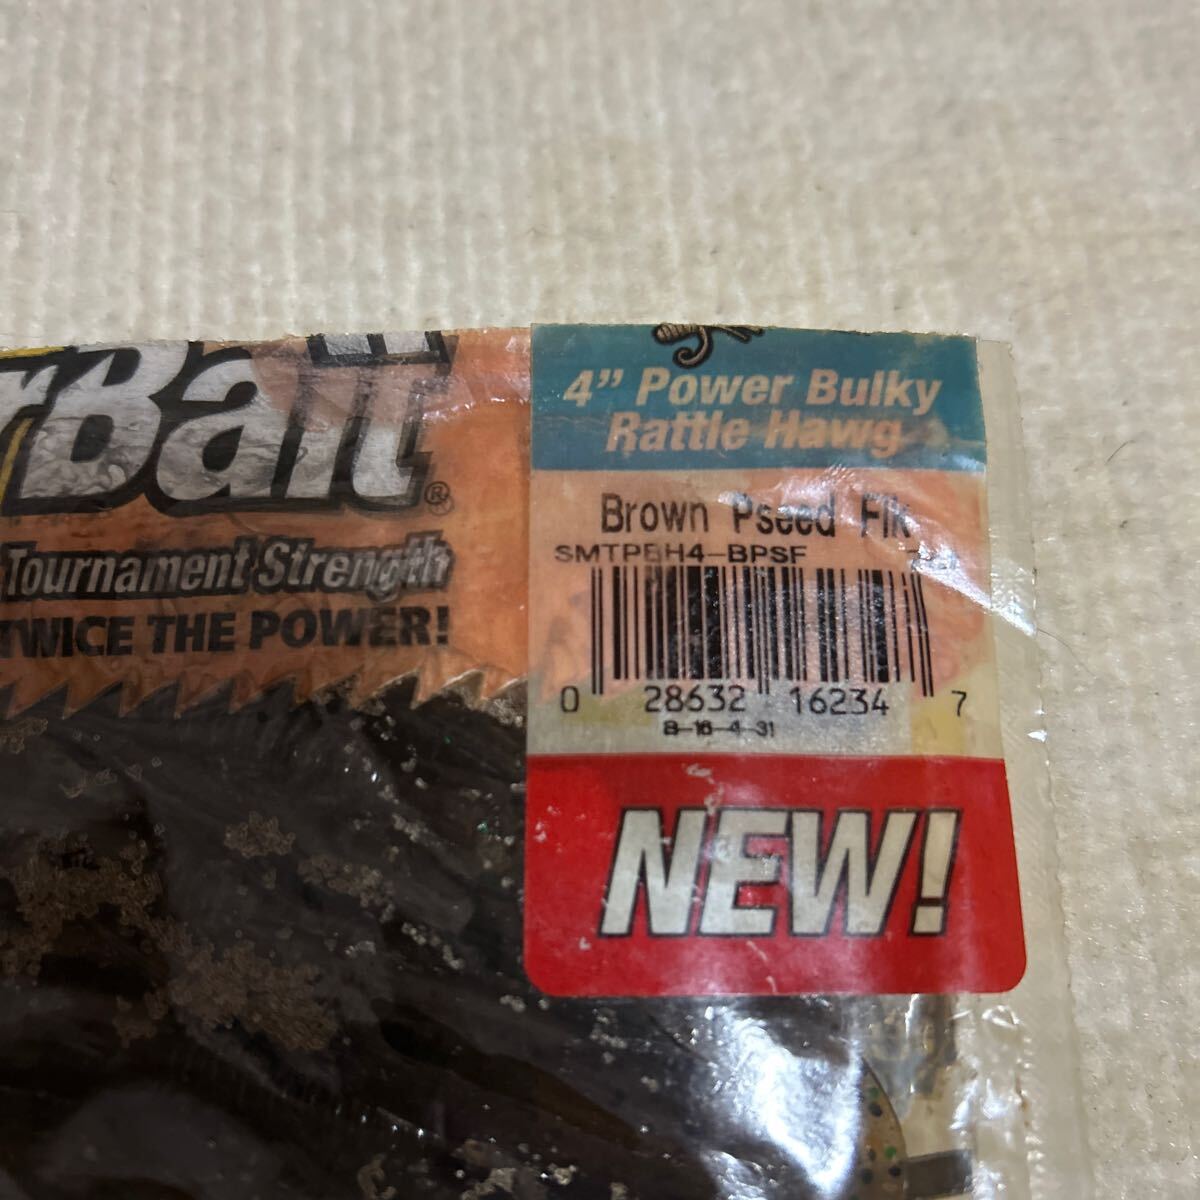 rBait®
Tournament Strength
TWICE THE POWER!
4” Power Bulky
Rattle Hawg
Brown Pseed Flk
SMTPBH4-BPSF
0 28632 16234 7
B-16-4-31
NEW!